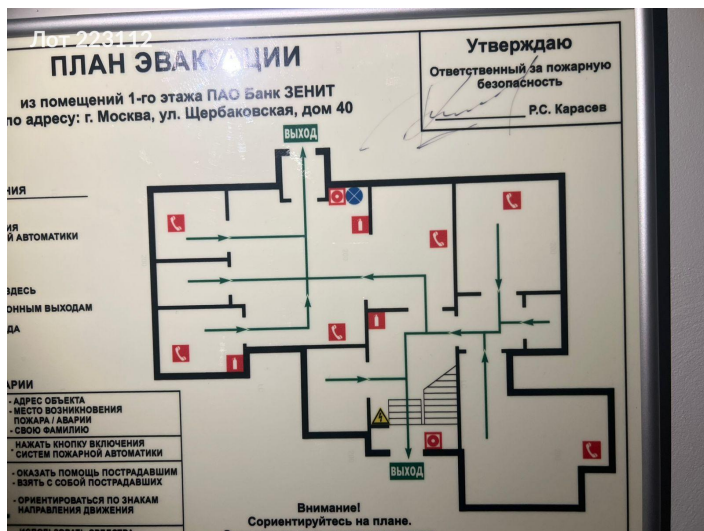 Лот 223112
ПЛАН ЭВАКУАЦИИ
из помещений 1-го этажа ПАО Банк ЗЕНИТ
по адресу: г. Москва, ул. Щербаковская, дом 40
Утверждаю
Ответственный за пожарную
безопасность
Р.С. Карасев
ВЫХОД
НИЯ
ИЯ
Й АВТОМАТИКИ
ЗДЕСЬ
ОННЫМ ВЫХОДАМ
ДА
АРИИ
- АДРЕС ОБЪЕКТА
- МЕСТО ВОЗНИКНОВЕНИЯ
ПОЖАРА / АВАРИИ
- СВОЮ ФАМИЛИЮ
- НАЖАТЬ КНОПКУ ВКЛЮЧЕНИЯ
СИСТЕМ ПОЖАРНОЙ АВТОМАТИКИ
- ОКАЗАТЬ ПОМОЩЬ ПОСТРАДАВШИМ
- ВЗЯТЬ С СОБОЙ ПОСТРАДАВШИХ
- ОРИЕНТИРОВАТЬСЯ ПО ЗНАКАМ
НАПРАВЛЕНИЯ ДВИЖЕНИЯ
ВЫХОД
Внимание!
Сориентируйтесь на плане.